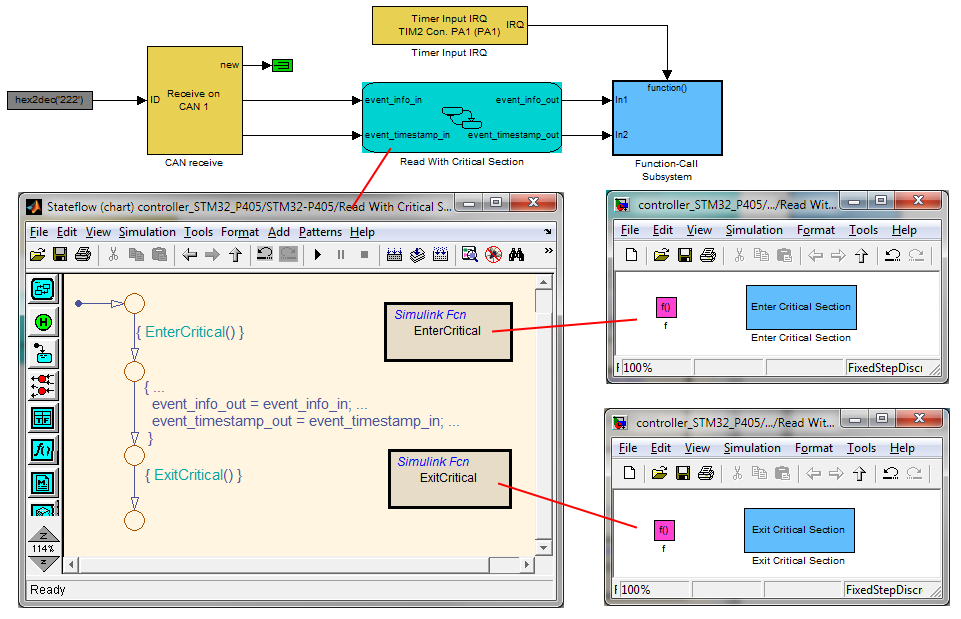 Timer Input IRQ
TIM2 Con. PA1 (PA1)
IRQ
Timer Input IRQ
hex2dec('222')
ID
Receive on
CAN 1
new
CAN receive
event_info_in
event_timestamp_in
event_info_out
event_timestamp_out
Read With Critical Section
function()
In1
In2
Function-Call
Subsystem
Stateflow (chart) controller_STM32_P405/STM32-P405/Read With Critical S...
File Edit View Simulation Tools Format Add Patterns Help
{ EnterCritical() }
{ ...
event_info_out = event_info_in; ...
event_timestamp_out = event_timestamp_in; ...
}
{ ExitCritical() }
Simulink Fcn
EnterCritical
Simulink Fcn
ExitCritical
114%
Ready
controller_STM32_P405/.../Read Wit...
File Edit View Simulation Format Tools Help
f()
f
Enter Critical Section
Enter Critical Section
100%
FixedStepDiscr
controller_STM32_P405/.../Read Wit...
File Edit View Simulation Format Tools Help
f()
f
Exit Critical Section
Exit Critical Section
100%
FixedStepDiscr